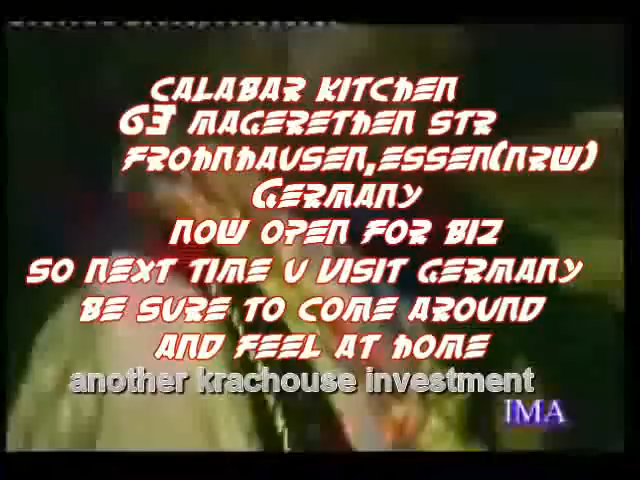 CALABAR KITCHEN
63 MAGERETHEN STR
FROHNHAUSEN,ESSEN(NRW)
GERMANY
NOW OPEN FOR BIZ
SO NEXT TIME U VISIT GERMANY
BE SURE TO COME AROUND
AND FEEL AT HOME
another krachouse investment
IMA